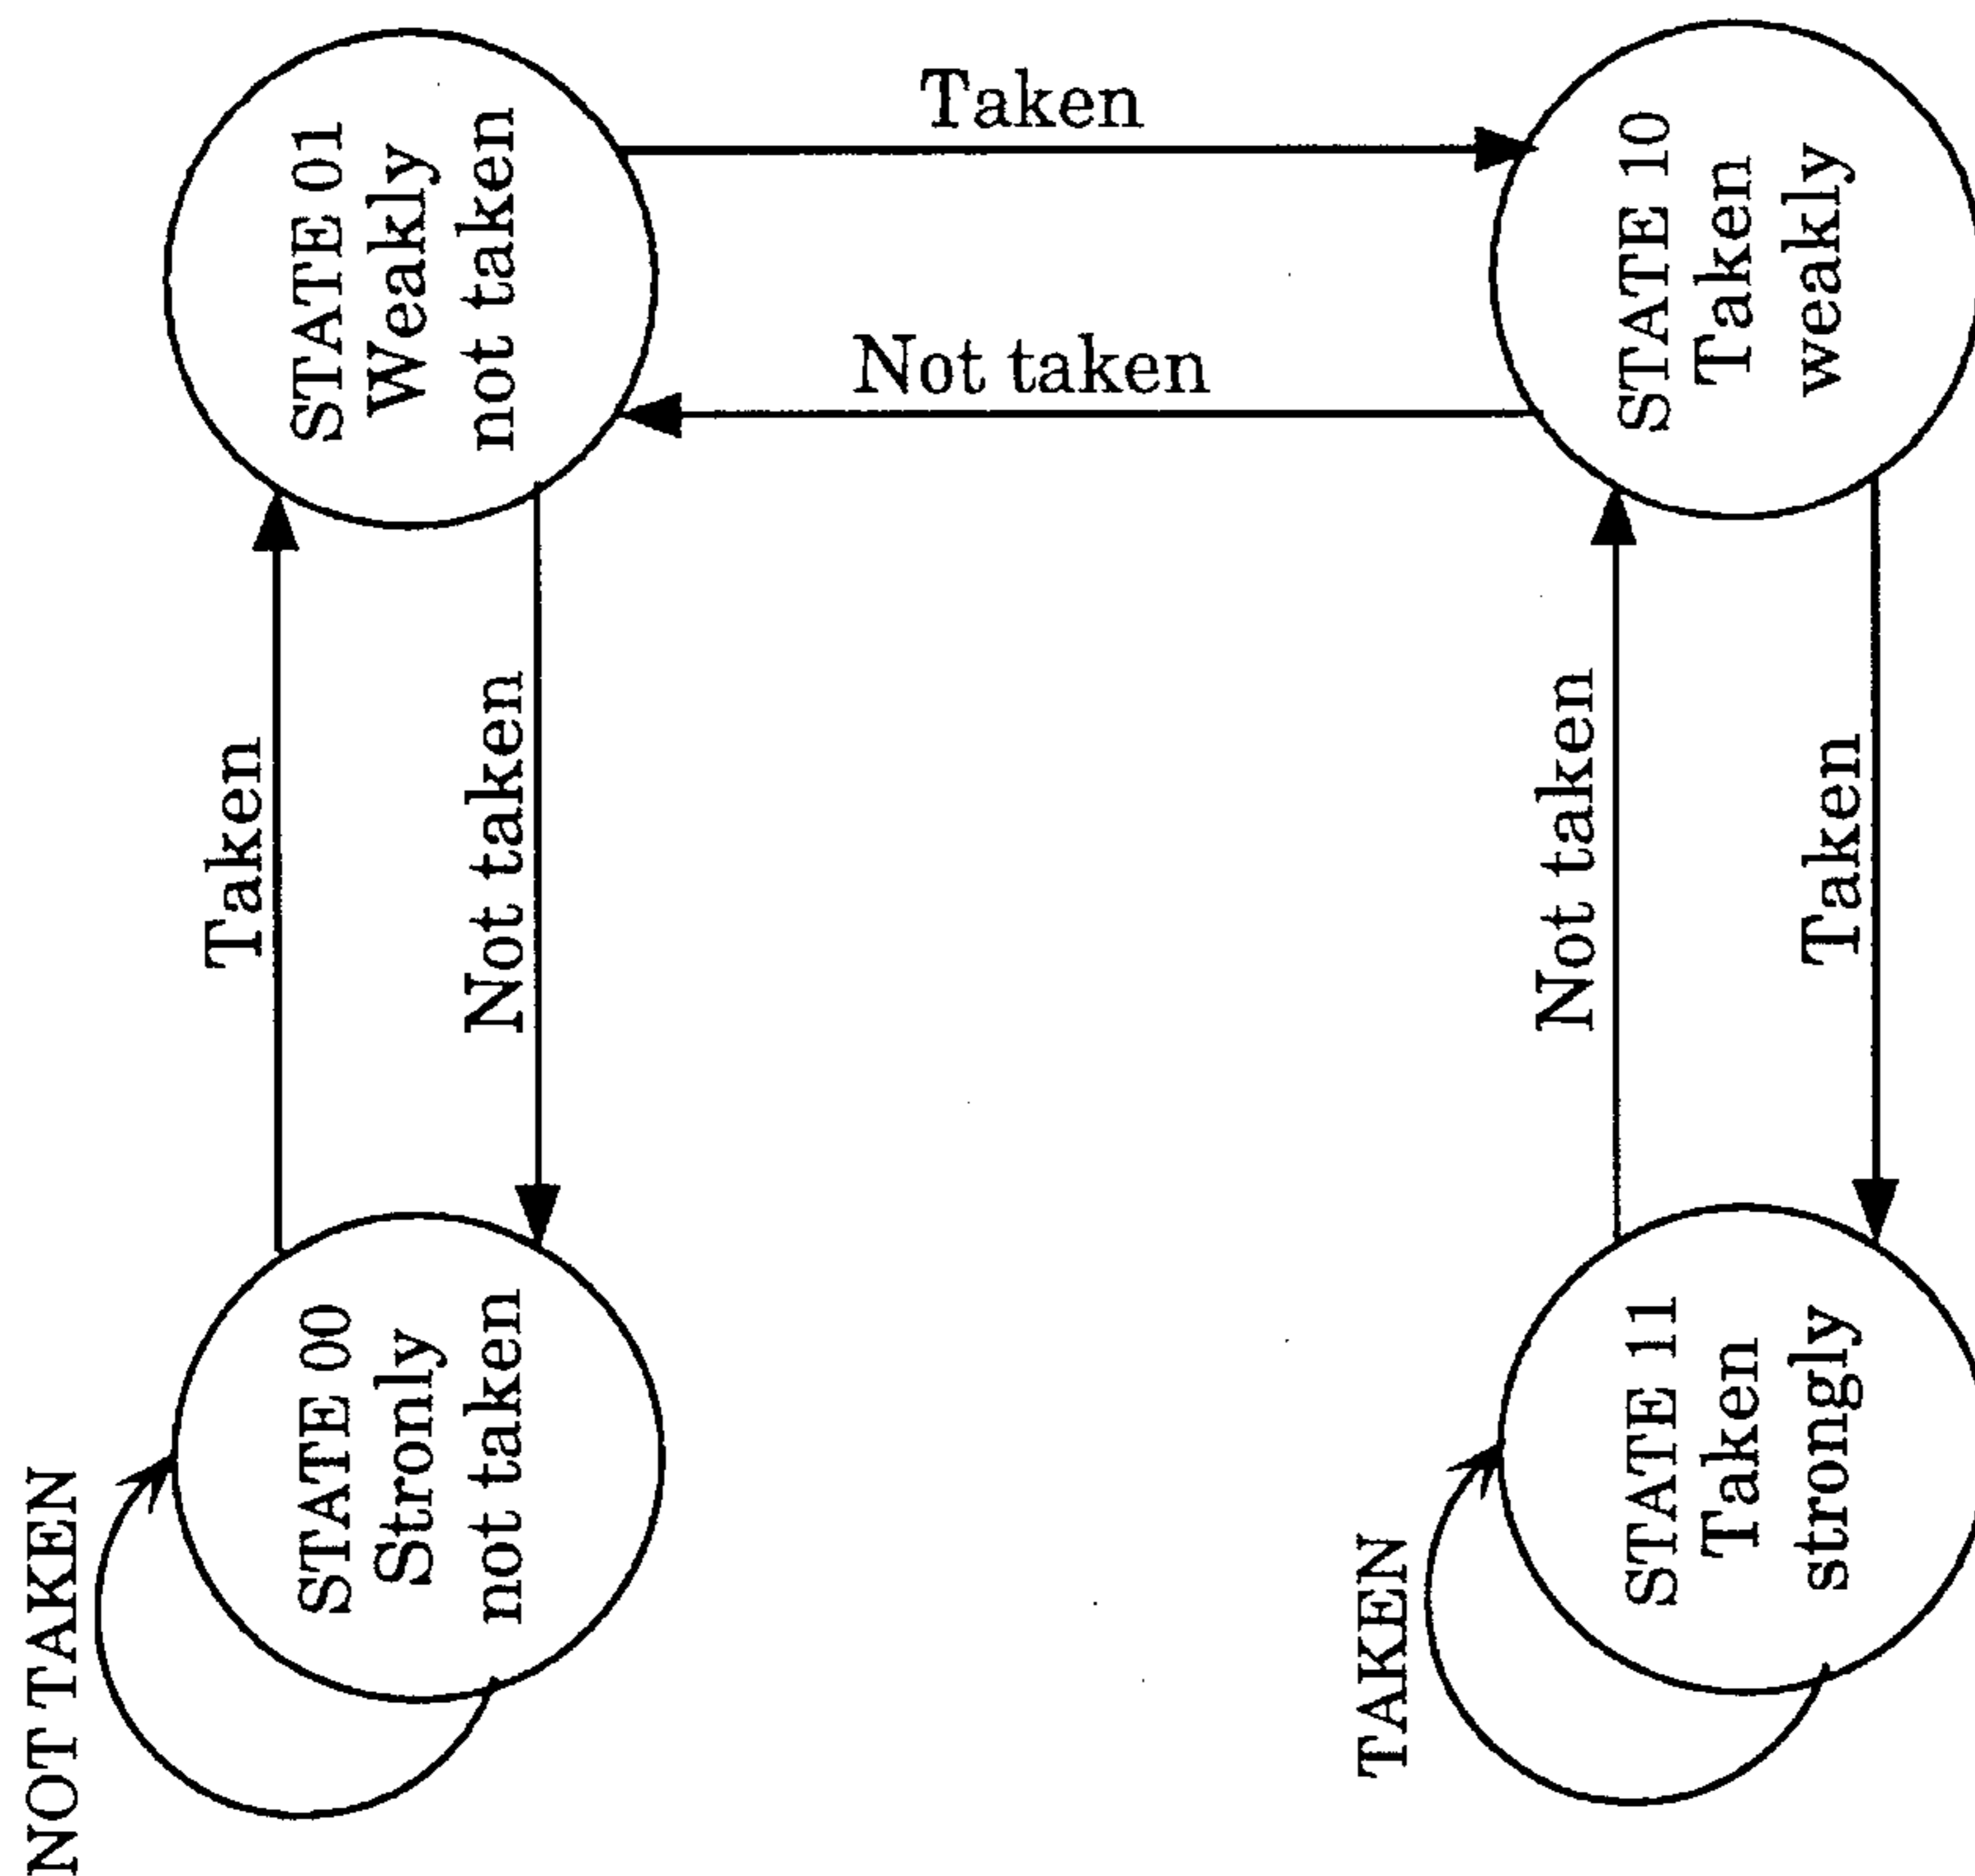 NOT TAKEN
STATE 00
Stronly
not taken
Taken
Not taken
STATE 01
Weakly
not taken
Taken
Not taken
TAKEN
STATE 11
Taken
strongly
Not taken
Taken
STATE 10
Taken
weakly